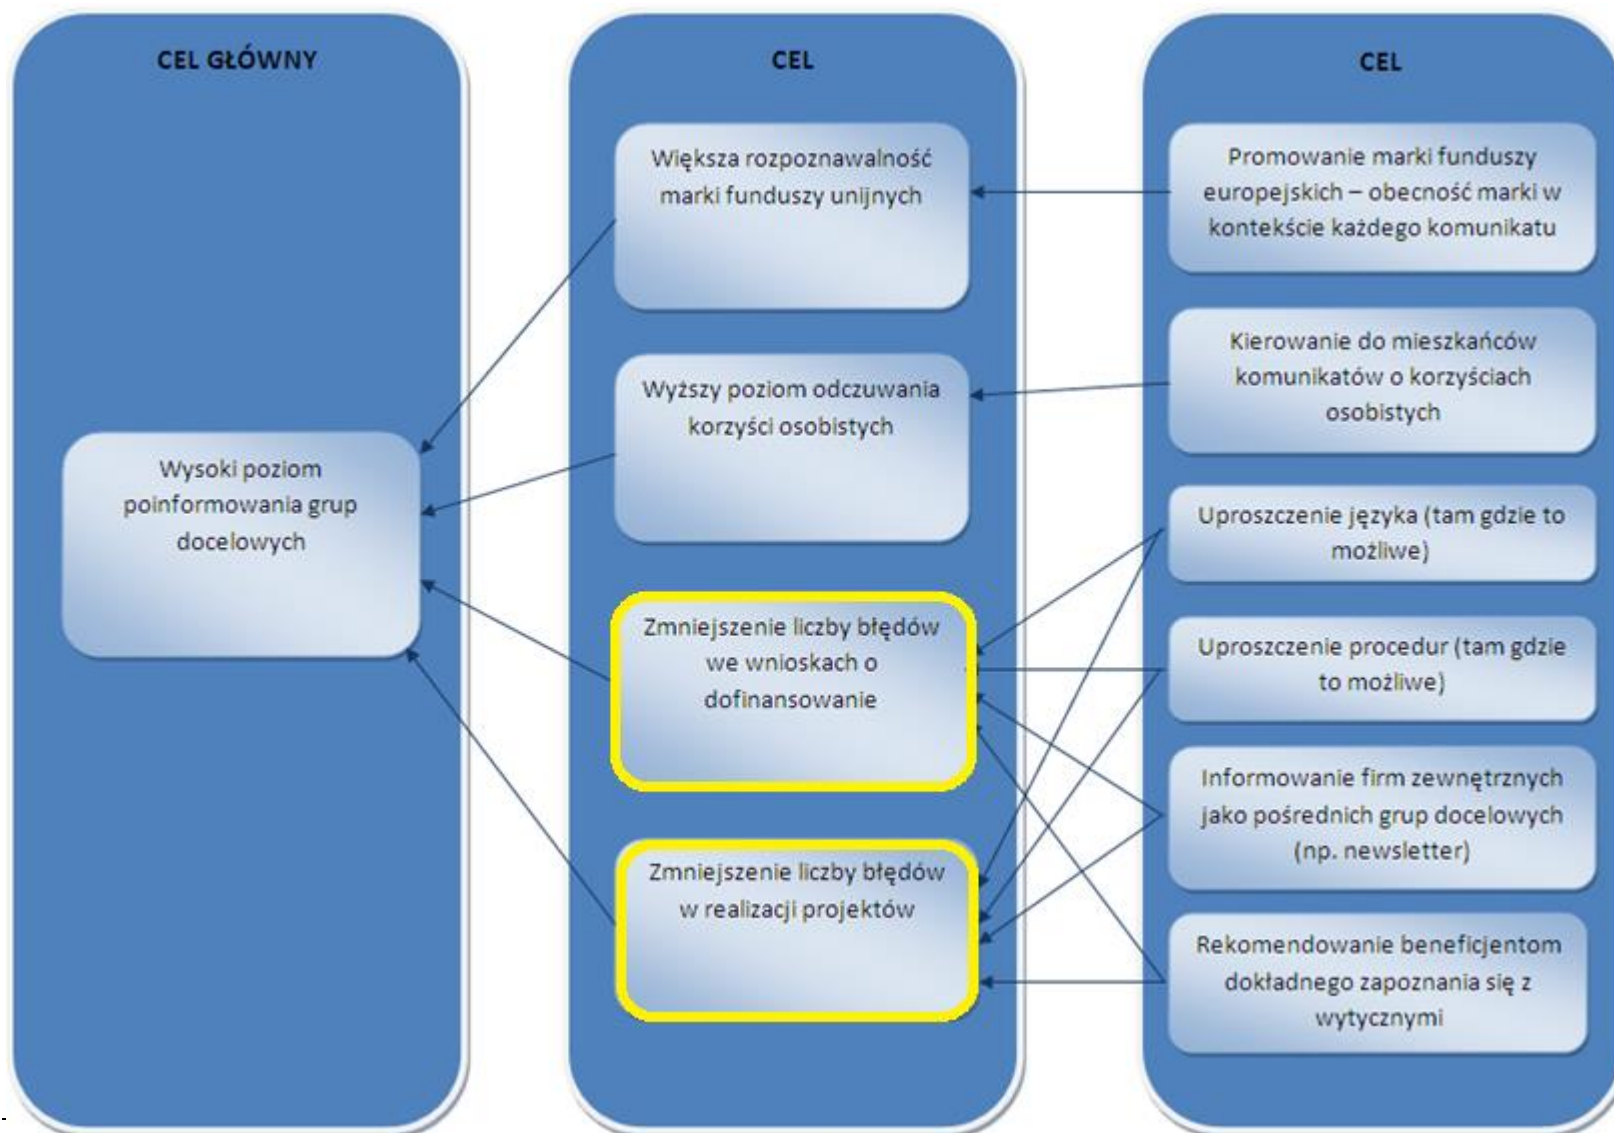 CEL GŁÓWNY
Wysoki poziom
poinformowania grup
docelowych
CEL
Większa rozpoznawalność
marki funduszy unijnych
Wyższy poziom odczuwania
korzyści osobistych
Zmniejszenie liczby błędów
we wnioskach o
dofinansowanie
Zmniejszenie liczby błędów
w realizacji projektów
CEL
Promowanie marki funduszy
europejskich – obecność marki w
kontekście każdego komunikatu
Kierowanie do mieszkańców
komunikatów o korzyściach
osobistych
Uproszczenie języka (tam gdzie to
możliwe)
Uproszczenie procedur (tam gdzie
to możliwe)
Informowanie firm zewnętrznych
jako pośrednich grup docelowych
(np. newsletter)
Rekomendowanie beneficjentom
dokładnego zapoznania się z
wytycznymi